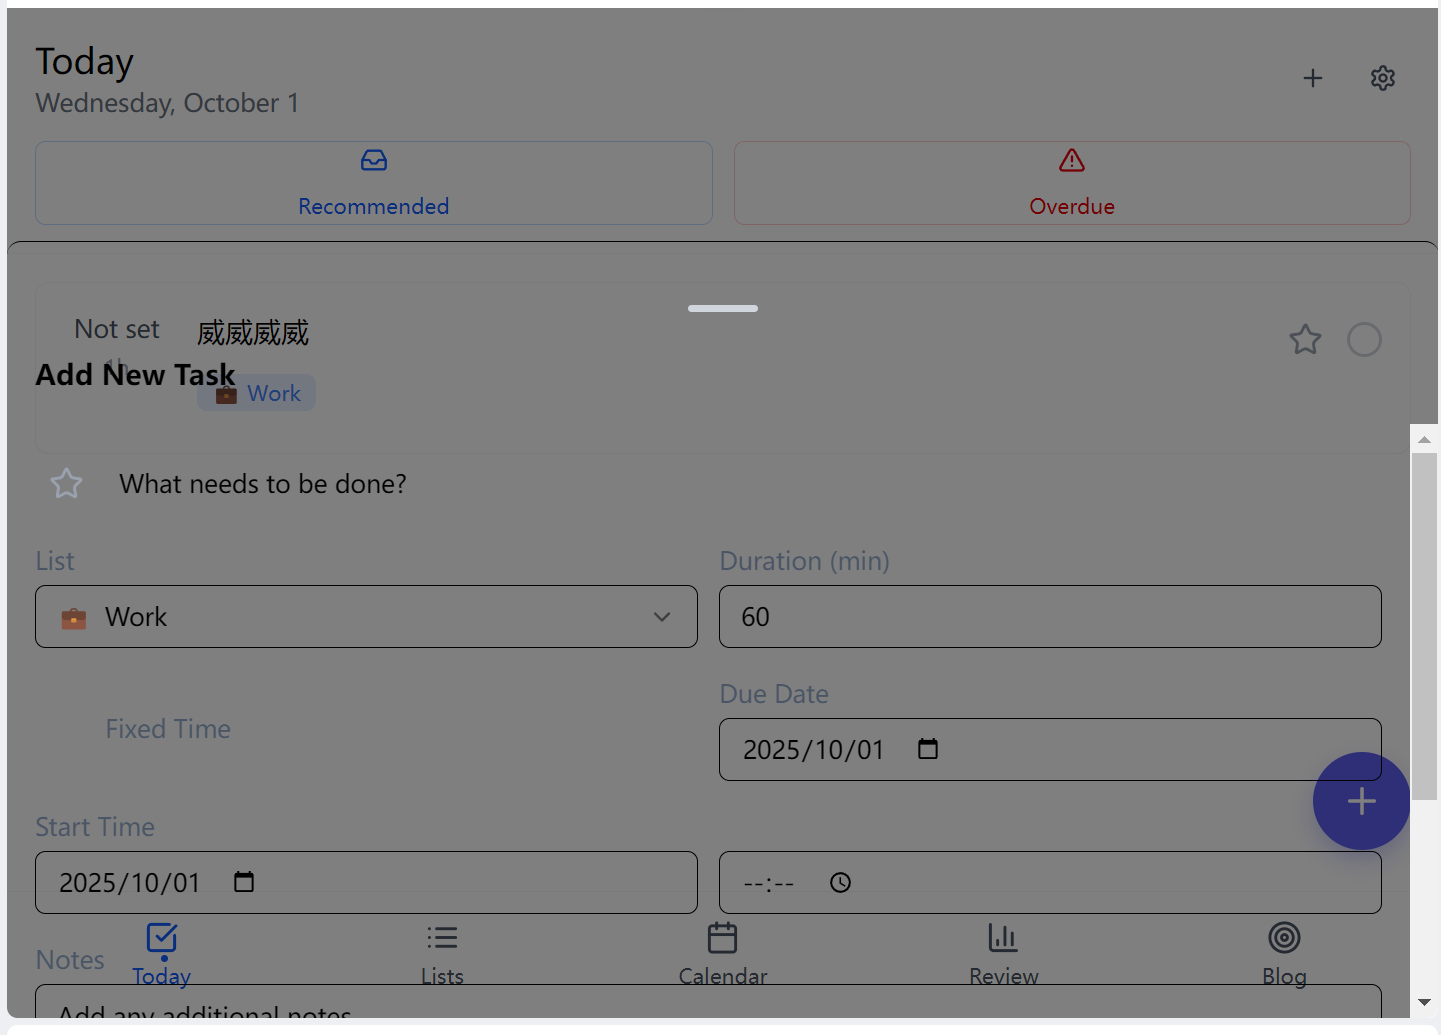 Today
Wednesday, October 1
Recommended
Overdue
Not set
威威威威
1h
Add New Task
Work
What needs to be done?
List
Duration (min)
Work
60
Due Date
Fixed Time
2025/10/01
Start Time
2025/10/01
--:--
Notes
Today
Lists
Calendar
Review
Blog
Add any additional notes